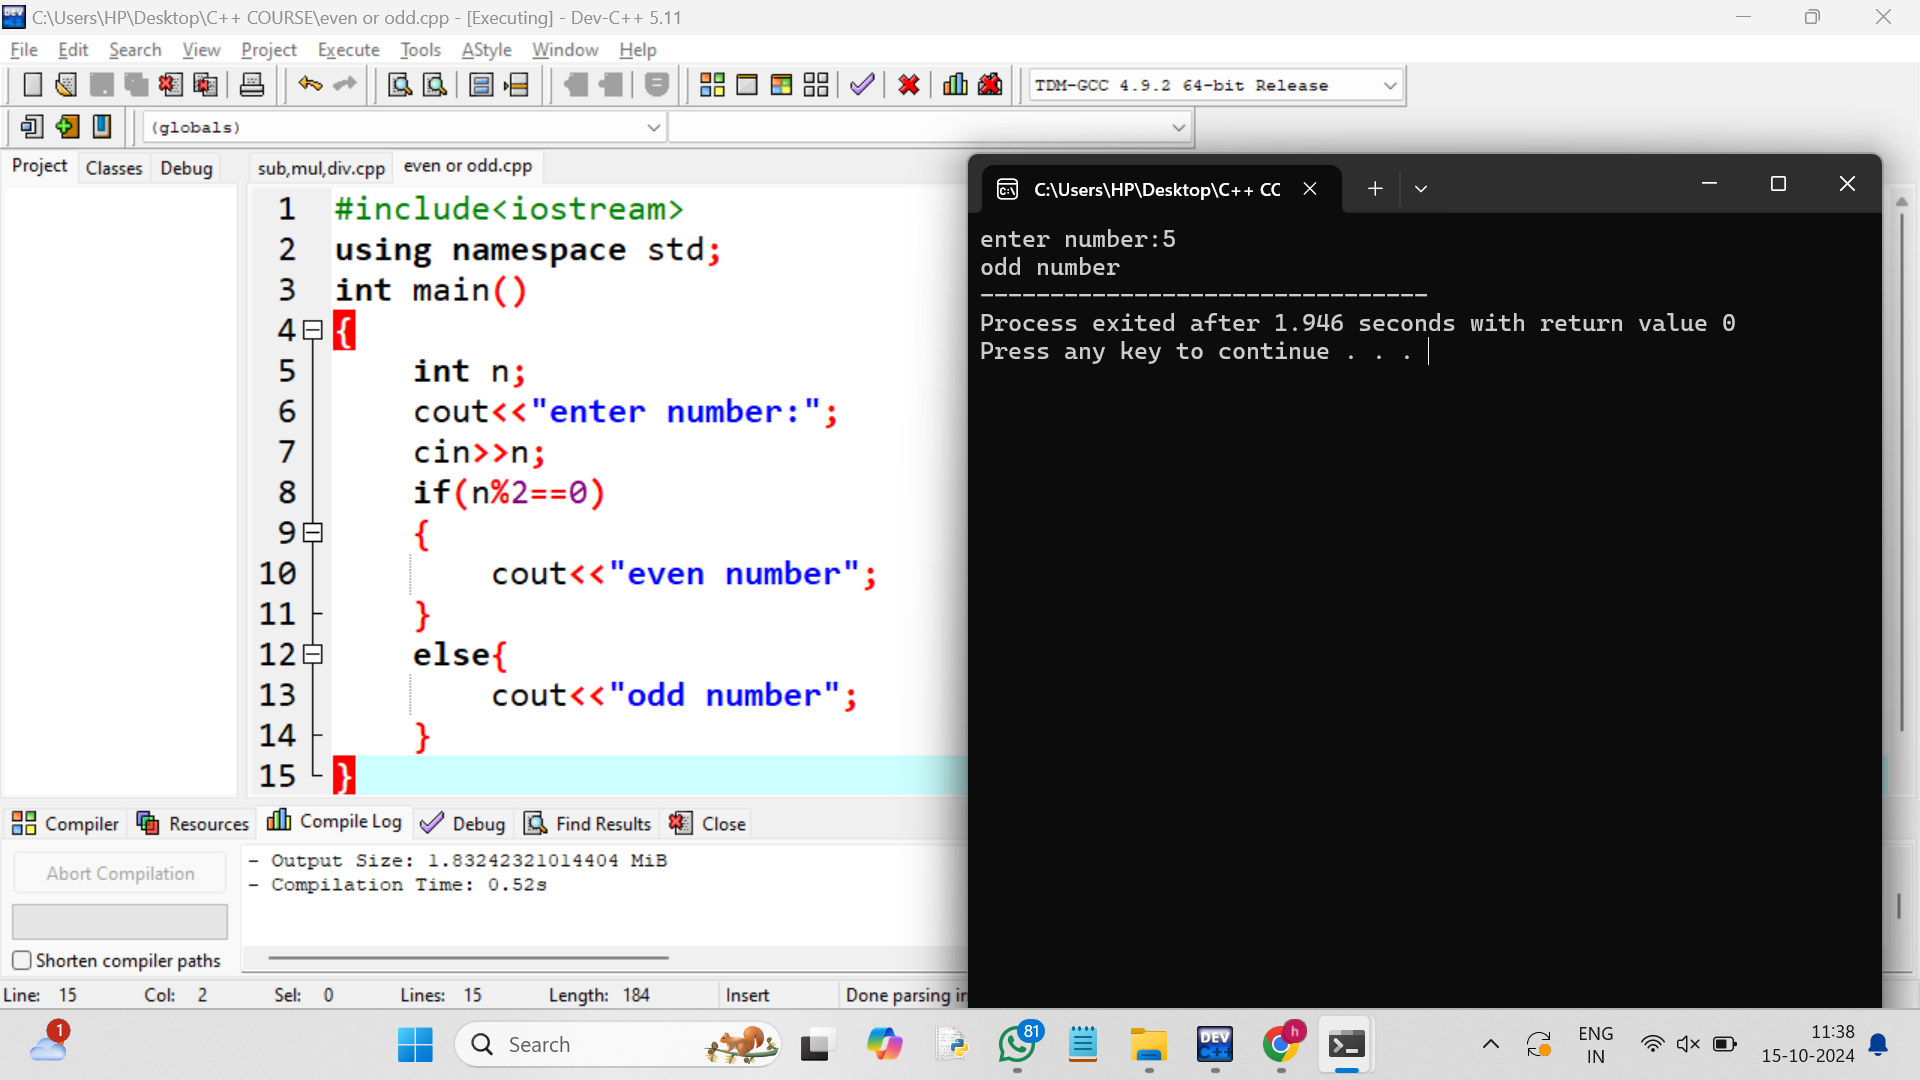 C:\Users\HP\Desktop\C++ COURSE\even or odd.cpp - [Executing] - Dev-C++ 5.11
File Edit Search View Project Execute Tools AStyle Window Help
TDM-GCC 4.9.2 64-bit Release
(globals)
Project Classes Debug
sub,mul,div.cpp even or odd.cpp
1 #include<iostream>
2 using namespace std;
3 int main()
4 {
5 int n;
6 cout<<"enter number:";
7 cin>>n;
8 if(n%2==0)
9 {
10 cout<<"even number";
11 }
12 else{
13 cout<<"odd number";
14 }
15 }
C:\Users\HP\Desktop\C++ CC
enter number:5
odd number
--------------------------------
Process exited after 1.946 seconds with return value 0
Press any key to continue . . .
Compiler Resources Compile Log Debug Find Results Close
Abort Compilation
- Output Size: 1.83242321014404 MiB
- Compilation Time: 0.52s
Shorten compiler paths
Line: 15 Col: 2 Sel: 0 Lines: 15 Length: 184 Insert Done parsing in
1
Search
81
DEV C++
h
ENG
IN
11:38
15-10-2024